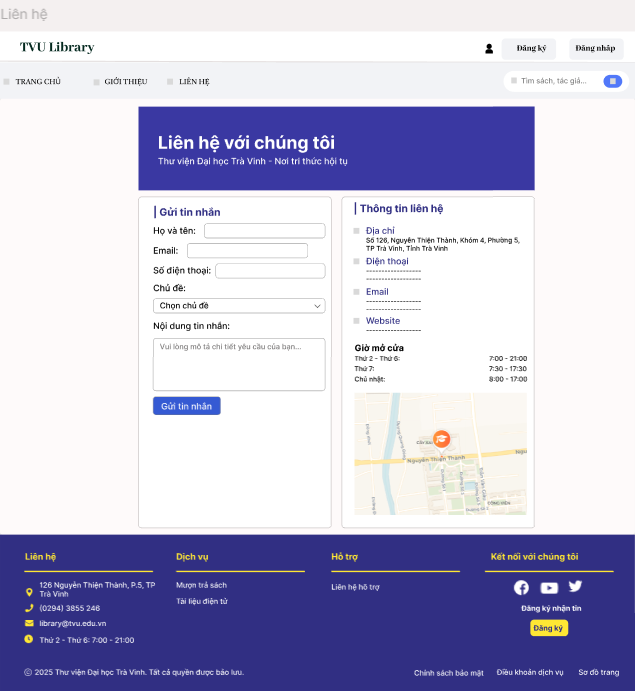 Liên hệ
TVU Library
Đăng ký
Đăng nhập
TRANG CHỦ
GIỚI THIỆU
LIÊN HỆ
Tìm sách, tác giả...
Liên hệ với chúng tôi
Thư viện Đại học Trà Vinh - Nơi tri thức hội tụ
Gửi tin nhắn
Họ và tên:
Email:
Số điện thoại:
Chủ đề:
Chọn chủ đề
Nội dung tin nhắn:
Vui lòng mô tả chi tiết yêu cầu của bạn...
Gửi tin nhắn
Thông tin liên hệ
Địa chỉ
Số 126, Nguyễn Thiện Thành, Khóm 4, Phường 5,
TP Trà Vinh, Tỉnh Trà Vinh
Điện thoại
------------------
------------------
Email
------------------
------------------
Website
------------------
Giờ mở cửa
Thứ 2 - Thứ 6: 7:00 - 21:00
Thứ 7: 7:30 - 17:30
Chủ nhật: 8:00 - 17:00
Nguyễn Thiện Thành
Liên hệ
126 Nguyễn Thiện Thành, P.5, TP
Trà Vinh
(0294) 3855 246
library@tvu.edu.vn
Thứ 2 - Thứ 6: 7:00 - 21:00
Dịch vụ
Mượn trả sách
Tài liệu điện tử
Hỗ trợ
Liên hệ hỗ trợ
Kết nối với chúng tôi
Đăng ký nhận tin
Đăng ký
© 2025 Thư viện Đại học Trà Vinh. Tất cả quyền được bảo lưu.
Chính sách bảo mật
Điều khoản dịch vụ
Sơ đồ trang